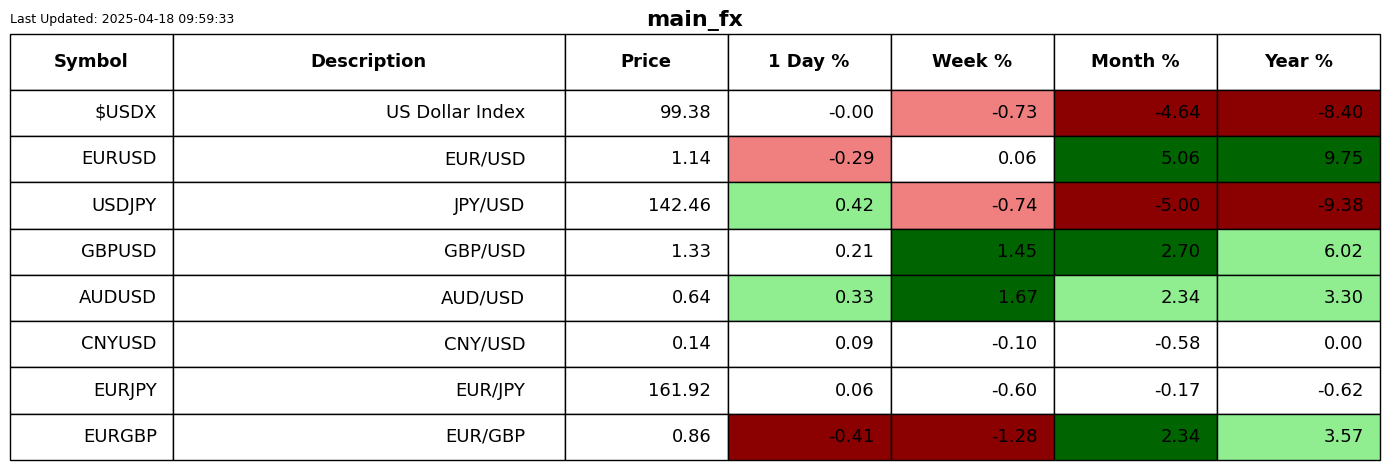 Last Updated: 2025-04-18 09:59:33
main_fx
Symbol Description Price 1 Day % Week % Month % Year %
$USDX US Dollar Index 99.38 -0.00 -0.73 -4.64 -8.40
EURUSD EUR/USD 1.14 -0.29 0.06 5.06 9.75
USDJPY JPY/USD 142.46 0.42 -0.74 -5.00 -9.38
GBPUSD GBP/USD 1.33 0.21 1.45 2.70 6.02
AUDUSD AUD/USD 0.64 0.33 1.67 2.34 3.30
CNYUSD CNY/USD 0.14 0.09 -0.10 -0.58 0.00
EURJPY EUR/JPY 161.92 0.06 -0.60 -0.17 -0.62
EURGBP EUR/GBP 0.86 -0.41 -1.28 2.34 3.57